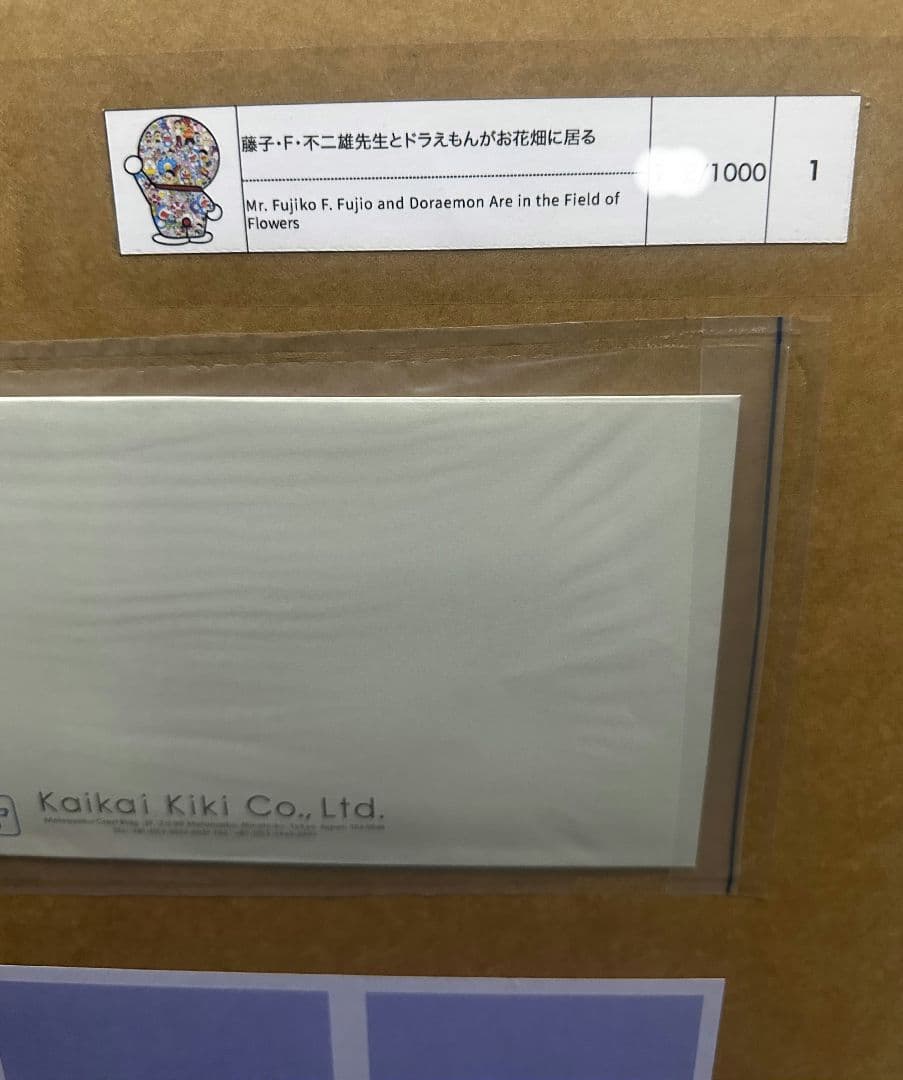 藤子・F・不二雄先生とドラえもんがお花畑に居る
/1000
1
Mr. Fujiko F. Fujio and Doraemon Are in the Field of
Flowers
Kaikai Kiki Co., Ltd.